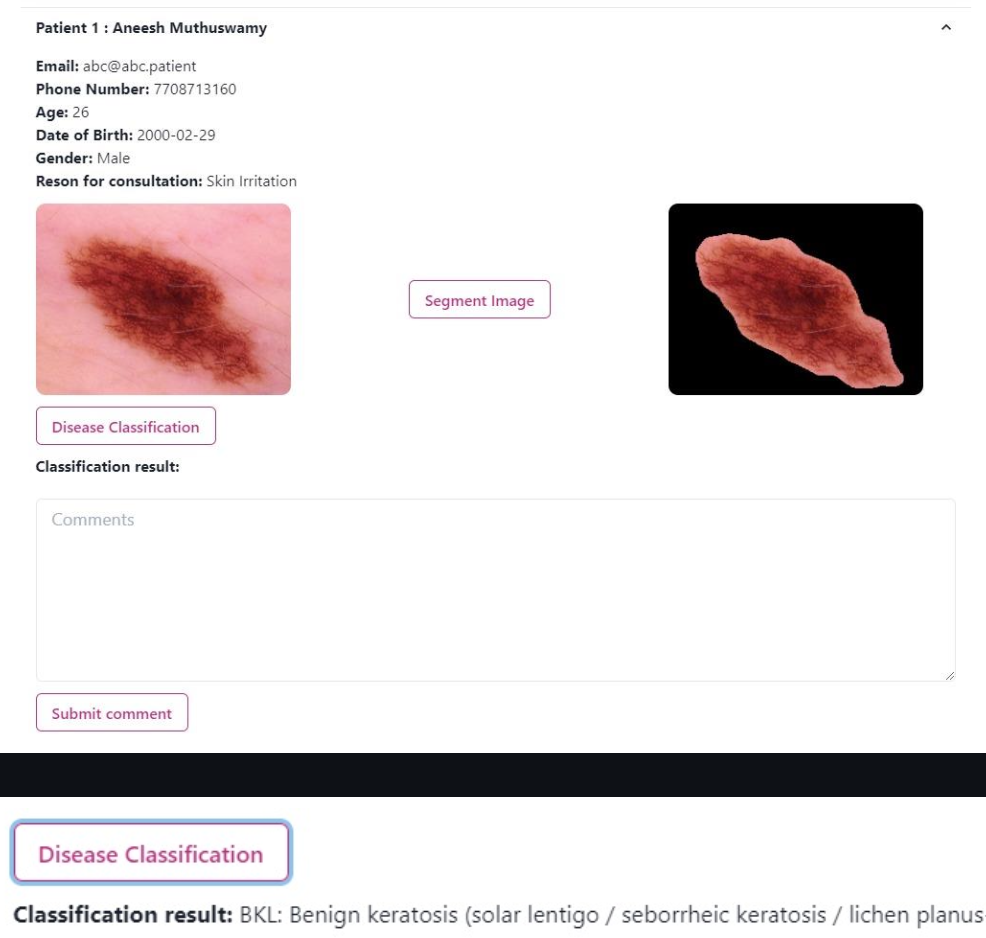 Patient 1 : Aneesh Muthuswamy
Email: abc@abc.patient
Phone Number: 7708713160
Age: 26
Date of Birth: 2000-02-29
Gender: Male
Reson for consultation: Skin Irritation
Segment Image
Disease Classification
Classification result:
Comments
Submit comment
Disease Classification
Classification result: BKL: Benign keratosis (solar lentigo / seborrheic keratosis / lichen planus-